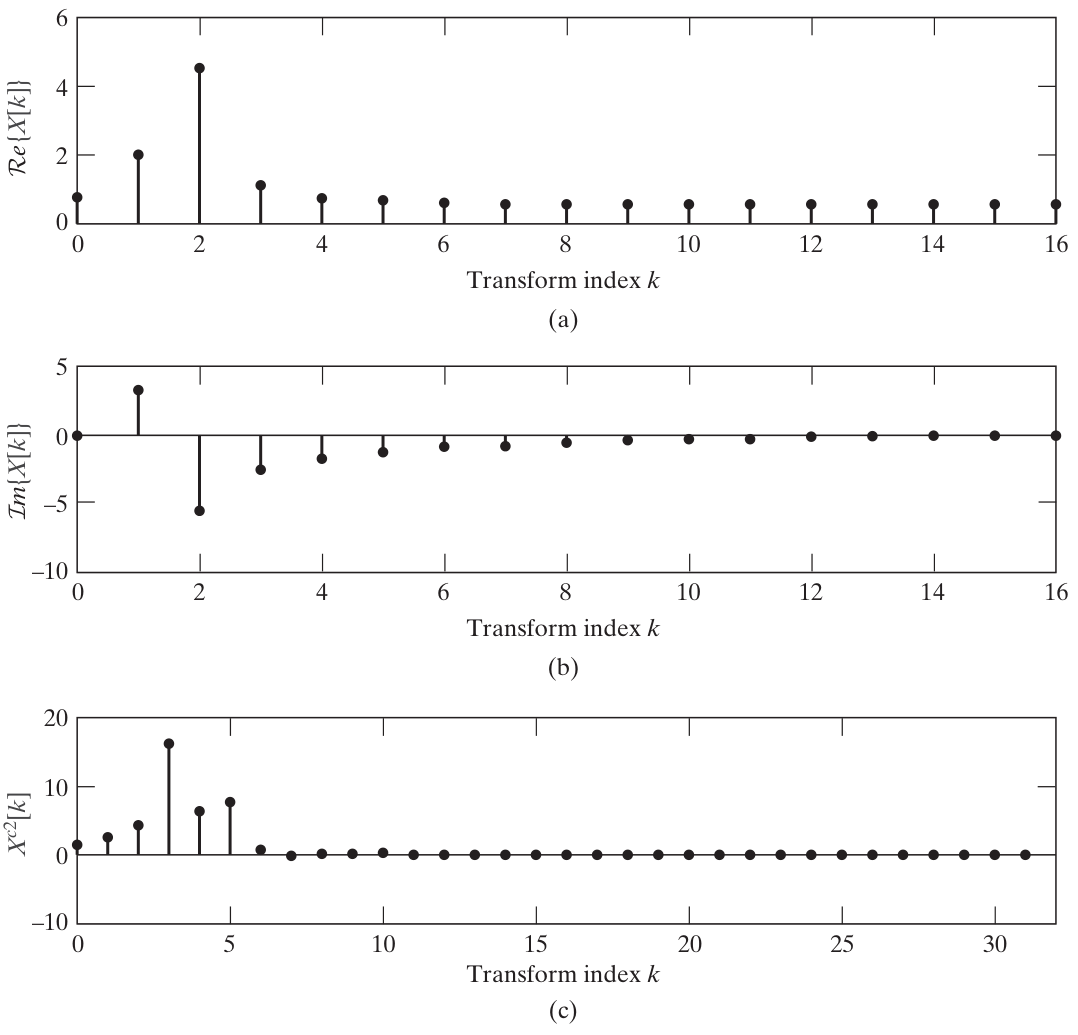 6
4
2
0
ℛe{X[k]}
0 2 4 6 8 10 12 14 16
Transform index k
(a)
5
0
–5
–10
ℐm{X[k]}
0 2 4 6 8 10 12 14 16
Transform index k
(b)
20
10
0
–10
X^{c2}[k]
0 5 10 15 20 25 30
Transform index k
(c)